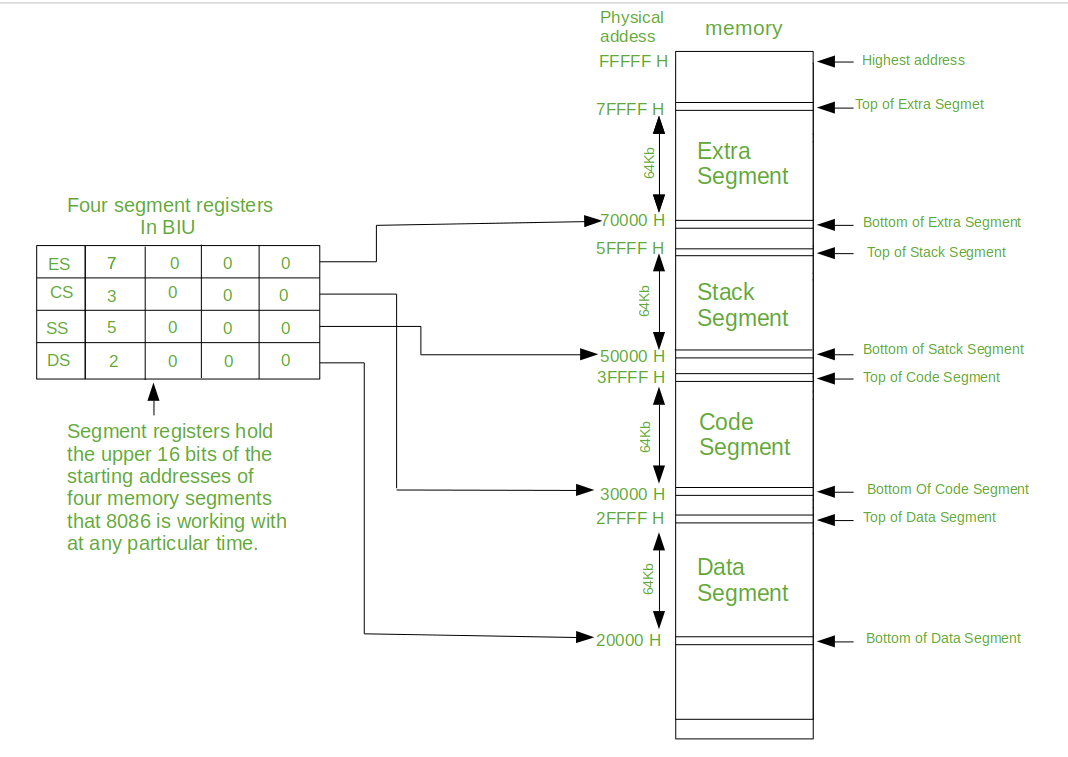 Physical
addess
memory
FFFFF H
Highest address
7FFFF H
Top of Extra Segmet
64Kb
Extra
Segment
70000 H
Bottom of Extra Segment
5FFFF H
Top of Stack Segment
64Kb
Stack
Segment
50000 H
Bottom of Satck Segment
3FFFF H
Top of Code Segment
64Kb
Code
Segment
30000 H
Bottom Of Code Segment
2FFFF H
Top of Data Segment
64Kb
Data
Segment
20000 H
Bottom of Data Segment
Four segment registers
In BIU
ES 7 0 0 0
CS 3 0 0 0
SS 5 0 0 0
DS 2 0 0 0
Segment registers hold
the upper 16 bits of the
starting addresses of
four memory segments
that 8086 is working with
at any particular time.